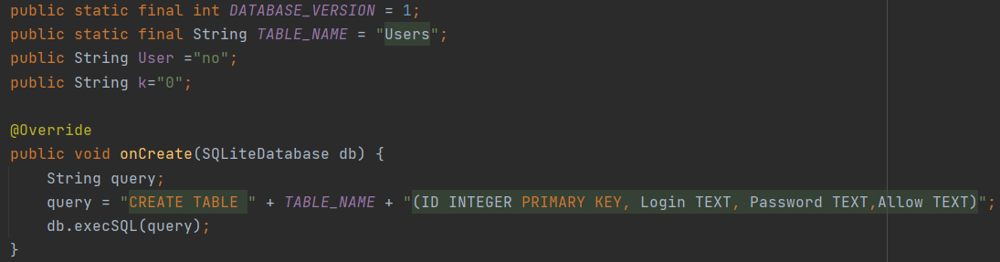 public static final int DATABASE_VERSION = 1;
public static final String TABLE_NAME = "Users";
public String User ="no";
public String k="0";
@Override
public void onCreate(SQLiteDatabase db) {
String query;
query = "CREATE TABLE " + TABLE_NAME + "(ID INTEGER PRIMARY KEY, Login TEXT, Password TEXT,Allow TEXT)";
db.execSQL(query);
}